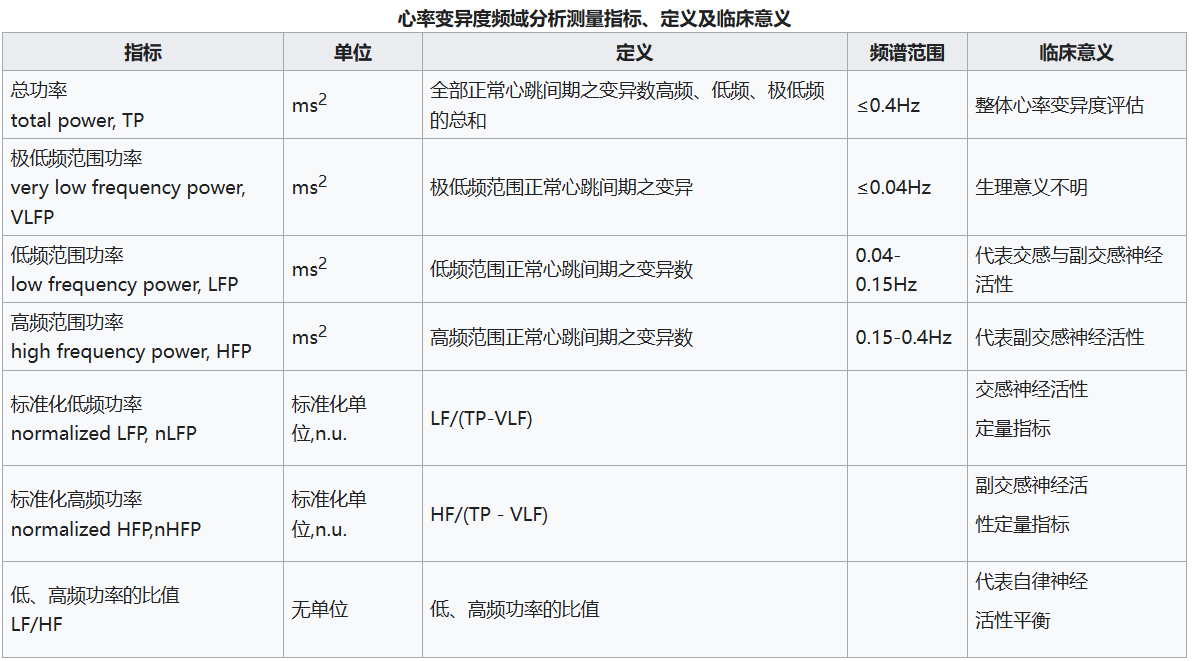 心率变异度频域分析测量指标、定义及临床意义
指标 单位 定义 频谱范围 临床意义
总功率
total power, TP
ms²
全部正常心跳间期之变异数高频、低频、极低频
的总和
≤0.4Hz
整体心率变异度评估
极低频范围功率
very low frequency power,
VLFP
ms²
极低频范围正常心跳间期之变异
≤0.04Hz
生理意义不明
低频范围功率
low frequency power, LFP
ms²
低频范围正常心跳间期之变异数
0.04-
0.15Hz
代表交感与副交感神经
活性
高频范围功率
high frequency power, HFP
ms²
高频范围正常心跳间期之变异数
0.15-0.4Hz
代表副交感神经活性
标准化低频功率
normalized LFP, nLFP
标准化单
位,n.u.
LF/(TP-VLF)
交感神经活性
定量指标
标准化高频功率
normalized HFP,nHFP
标准化单
位,n.u.
HF/(TP - VLF)
副交感神经活
性定量指标
低、高频功率的比值
LF/HF
无单位
低、高频功率的比值
代表自律神经
活性平衡